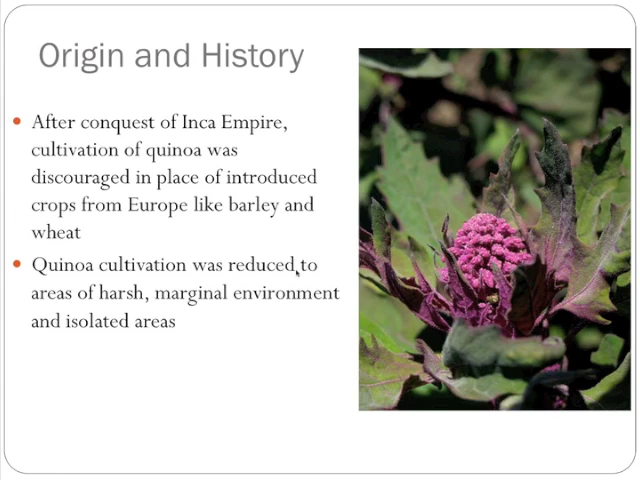 Origin and History
After conquest of Inca Empire,
cultivation of quinoa was
discouraged in place of introduced
crops from Europe like barley and
wheat
Quinoa cultivation was reduced to
areas of harsh, marginal environment
and isolated areas